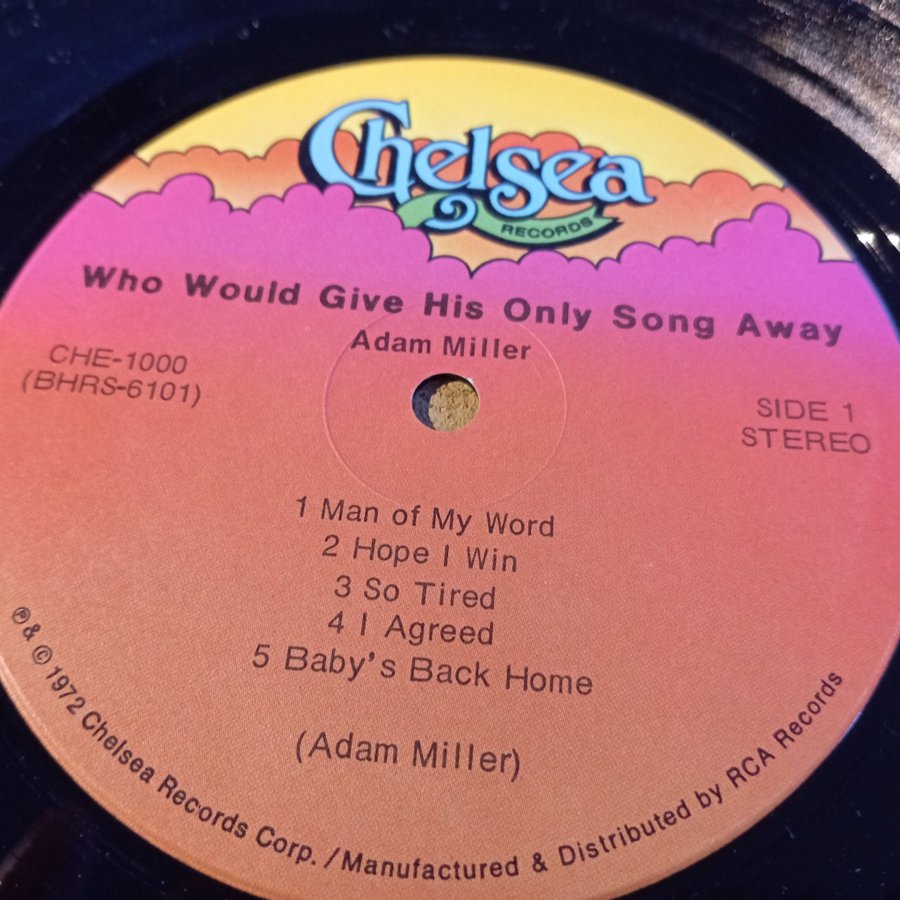 Chelsea
RECORDS
Who Would Give His Only Song Away
Adam Miller
CHE-1000
(BHRS-6101)
SIDE 1
STEREO
1 Man of My Word
2 Hope I Win
3 So Tired
4 I Agreed
5 Baby's Back Home
(Adam Miller)
℗ & © 1972 Chelsea Records Corp. / Manufactured & Distributed by RCA Records